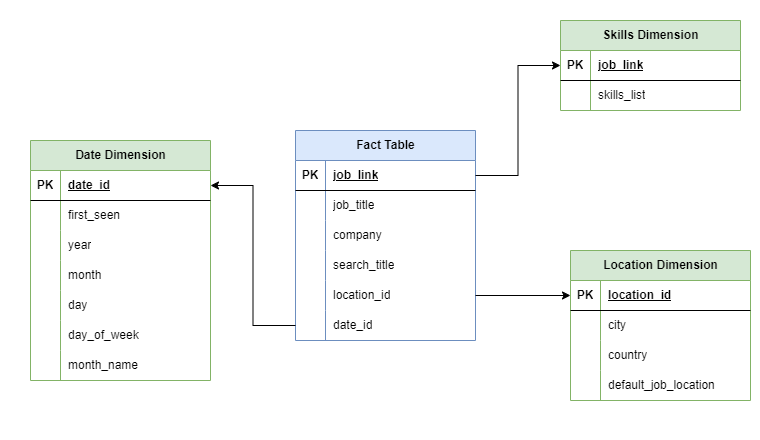 Skills Dimension
PK job_link
skills_list
Fact Table
PK job_link
job_title
company
search_title
location_id
date_id
Date Dimension
PK date_id
first_seen
year
month
day
day_of_week
month_name
Location Dimension
PK location_id
city
country
default_job_location